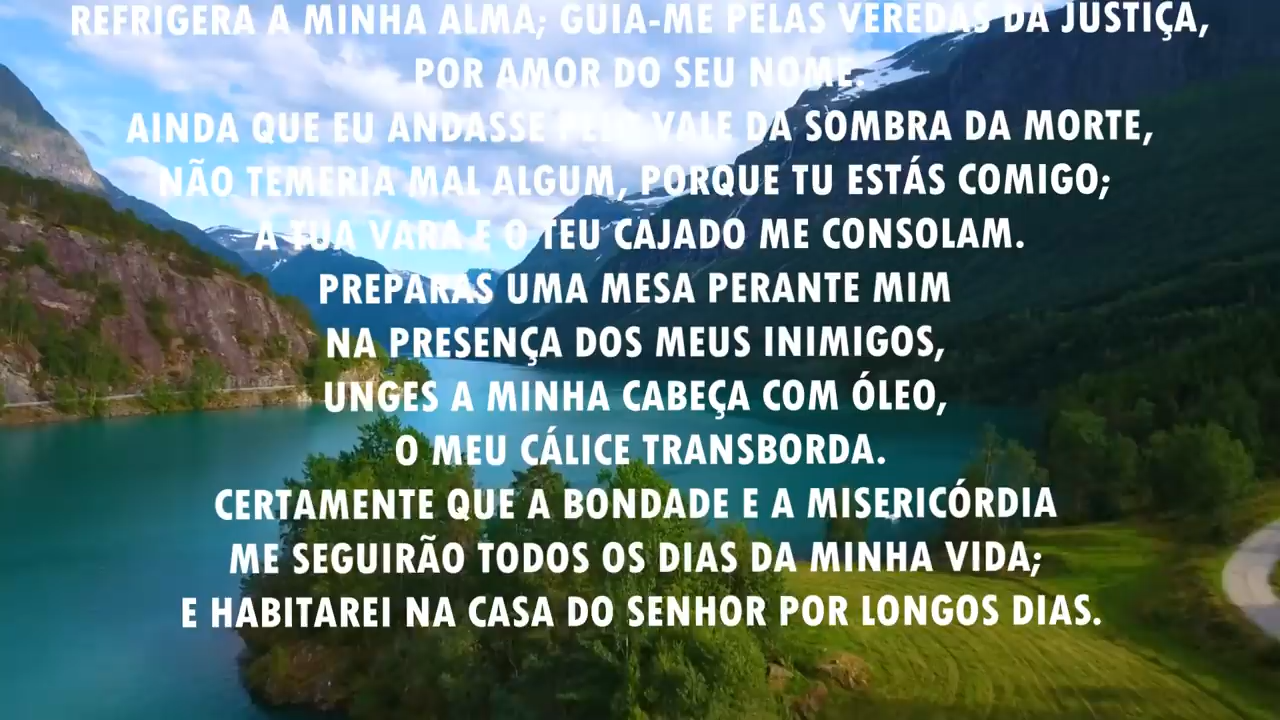 REFRIGERA A MINHA ALMA; GUIA-ME PELAS VEREDAS DA JUSTIÇA,
POR AMOR DO SEU NOME.
AINDA QUE EU ANDASSE PELO VALE DA SOMBRA DA MORTE,
NÃO TEMERIA MAL ALGUM, PORQUE TU ESTÁS COMIGO;
A TUA VARA E O TEU CAJADO ME CONSOLAM.
PREPARAS UMA MESA PERANTE MIM
NA PRESENÇA DOS MEUS INIMIGOS,
UNGES A MINHA CABEÇA COM ÓLEO,
O MEU CÁLICE TRANSBORDA.
CERTAMENTE QUE A BONDADE E A MISERICÓRDIA
ME SEGUIRÃO TODOS OS DIAS DA MINHA VIDA;
E HABITAREI NA CASA DO SENHOR POR LONGOS DIAS.